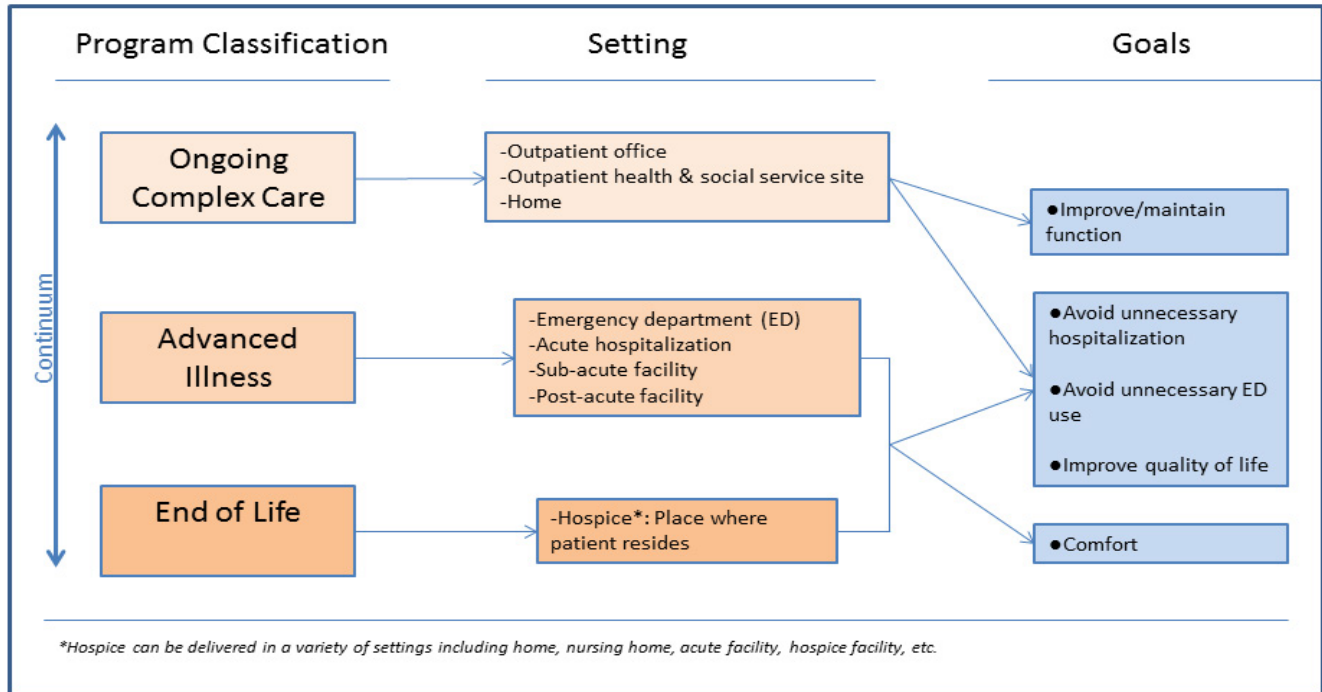 Program Classification
Setting
Goals
Continuum
Ongoing
Complex Care
-Outpatient office
-Outpatient health & social service site
-Home
●Improve/maintain
function
Advanced
Illness
-Emergency department (ED)
-Acute hospitalization
-Sub-acute facility
-Post-acute facility
●Avoid unnecessary
hospitalization
●Avoid unnecessary ED
use
●Improve quality of life
End of Life
-Hospice*: Place where
patient resides
●Comfort
*Hospice can be delivered in a variety of settings including home, nursing home, acute facility, hospice facility, etc.